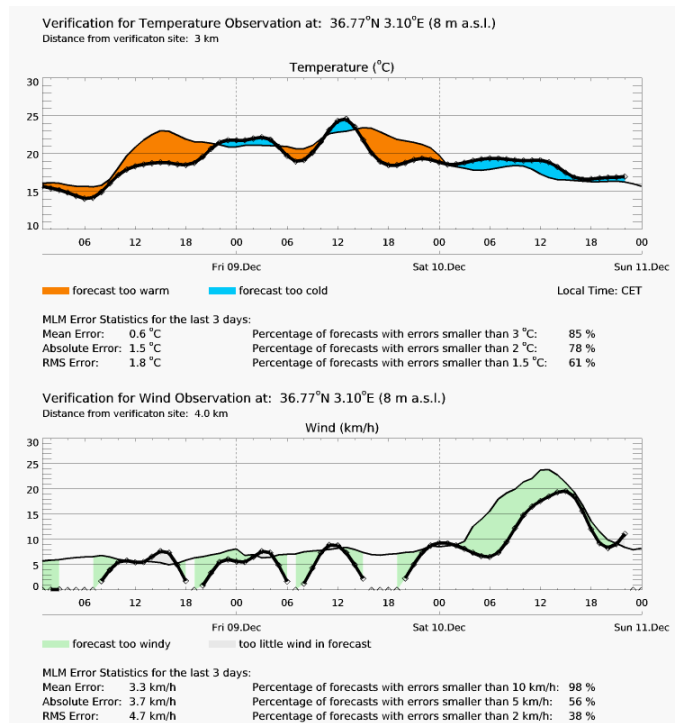 Verification for Temperature Observation at: 36.77°N 3.10°E (8 m a.s.l.)
Distance from verificaton site: 3 km
Temperature (°C)
30
25
20
15
10
06 12 18 00 06 12 18 00 06 12 18 00
Fri 09.Dec Sat 10.Dec Sun 11.Dec
forecast too warm forecast too cold Local Time: CET
MLM Error Statistics for the last 3 days:
Mean Error: 0.6 °C Percentage of forecasts with errors smaller than 3 °C: 85 %
Absolute Error: 1.5 °C Percentage of forecasts with errors smaller than 2 °C: 78 %
RMS Error: 1.8 °C Percentage of forecasts with errors smaller than 1.5 °C: 61 %
Verification for Wind Observation at: 36.77°N 3.10°E (8 m a.s.l.)
Distance from verificaton site: 4.0 km
Wind (km/h)
30
25
20
15
10
5
0
06 12 18 00 06 12 18 00 06 12 18 00
Fri 09.Dec Sat 10.Dec Sun 11.Dec
forecast too windy too little wind in forecast
MLM Error Statistics for the last 3 days:
Mean Error: 3.3 km/h Percentage of forecasts with errors smaller than 10 km/h: 98 %
Absolute Error: 3.7 km/h Percentage of forecasts with errors smaller than 5 km/h: 56 %
RMS Error: 4.7 km/h Percentage of forecasts with errors smaller than 2 km/h: 38 %